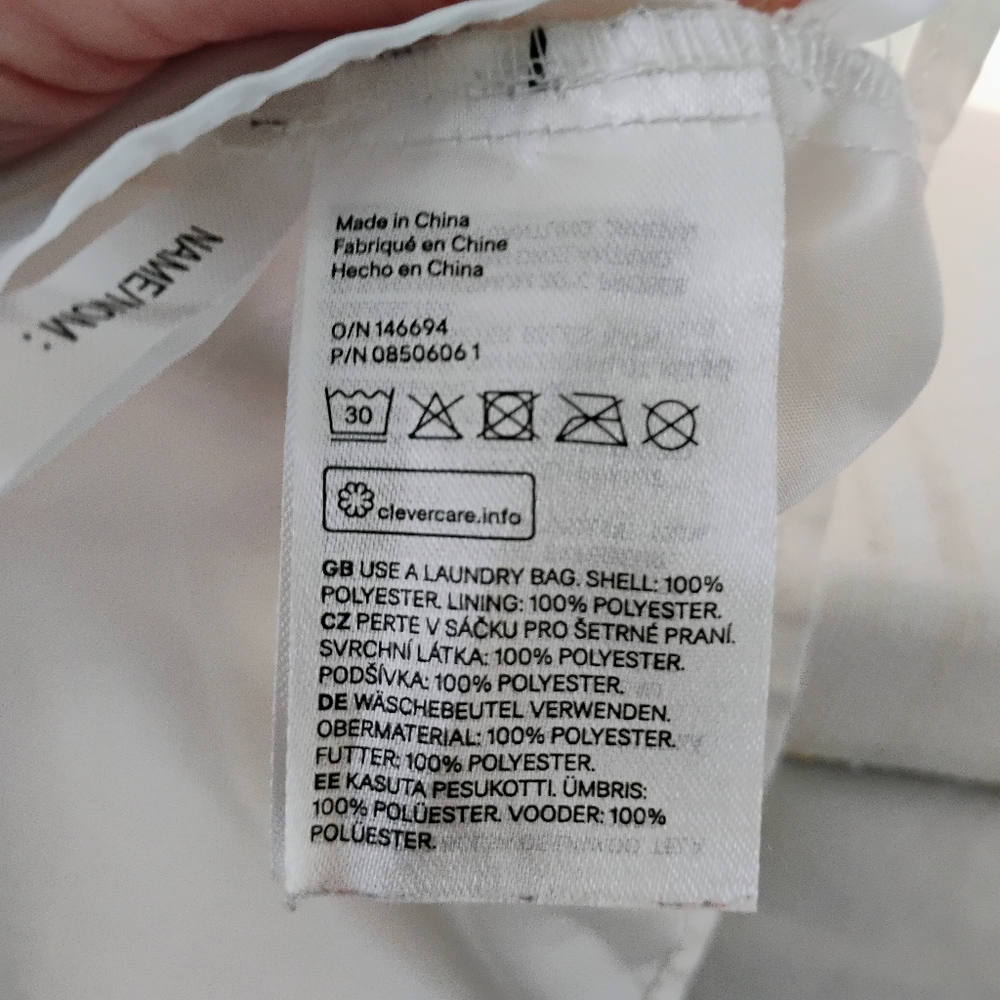 NAME/NOM :
Made in China
Fabriqué en Chine
Hecho en China
O/N 146694
P/N 08506061
30
clevercare.info
GB USE A LAUNDRY BAG. SHELL: 100%
POLYESTER. LINING: 100% POLYESTER.
CZ PERTE V SÁČKU PRO ŠETRNÉ PRANÍ.
SVRCHNÍ LÁTKA: 100% POLYESTER.
PODŠÍVKA: 100% POLYESTER.
DE WÄSCHEBEUTEL VERWENDEN.
OBERMATERIAL: 100% POLYESTER.
FUTTER: 100% POLYESTER.
EE KASUTA PESUKOTTI. ÜMBRIS:
100% POLÜESTER. VOODER: 100%
POLÜESTER.